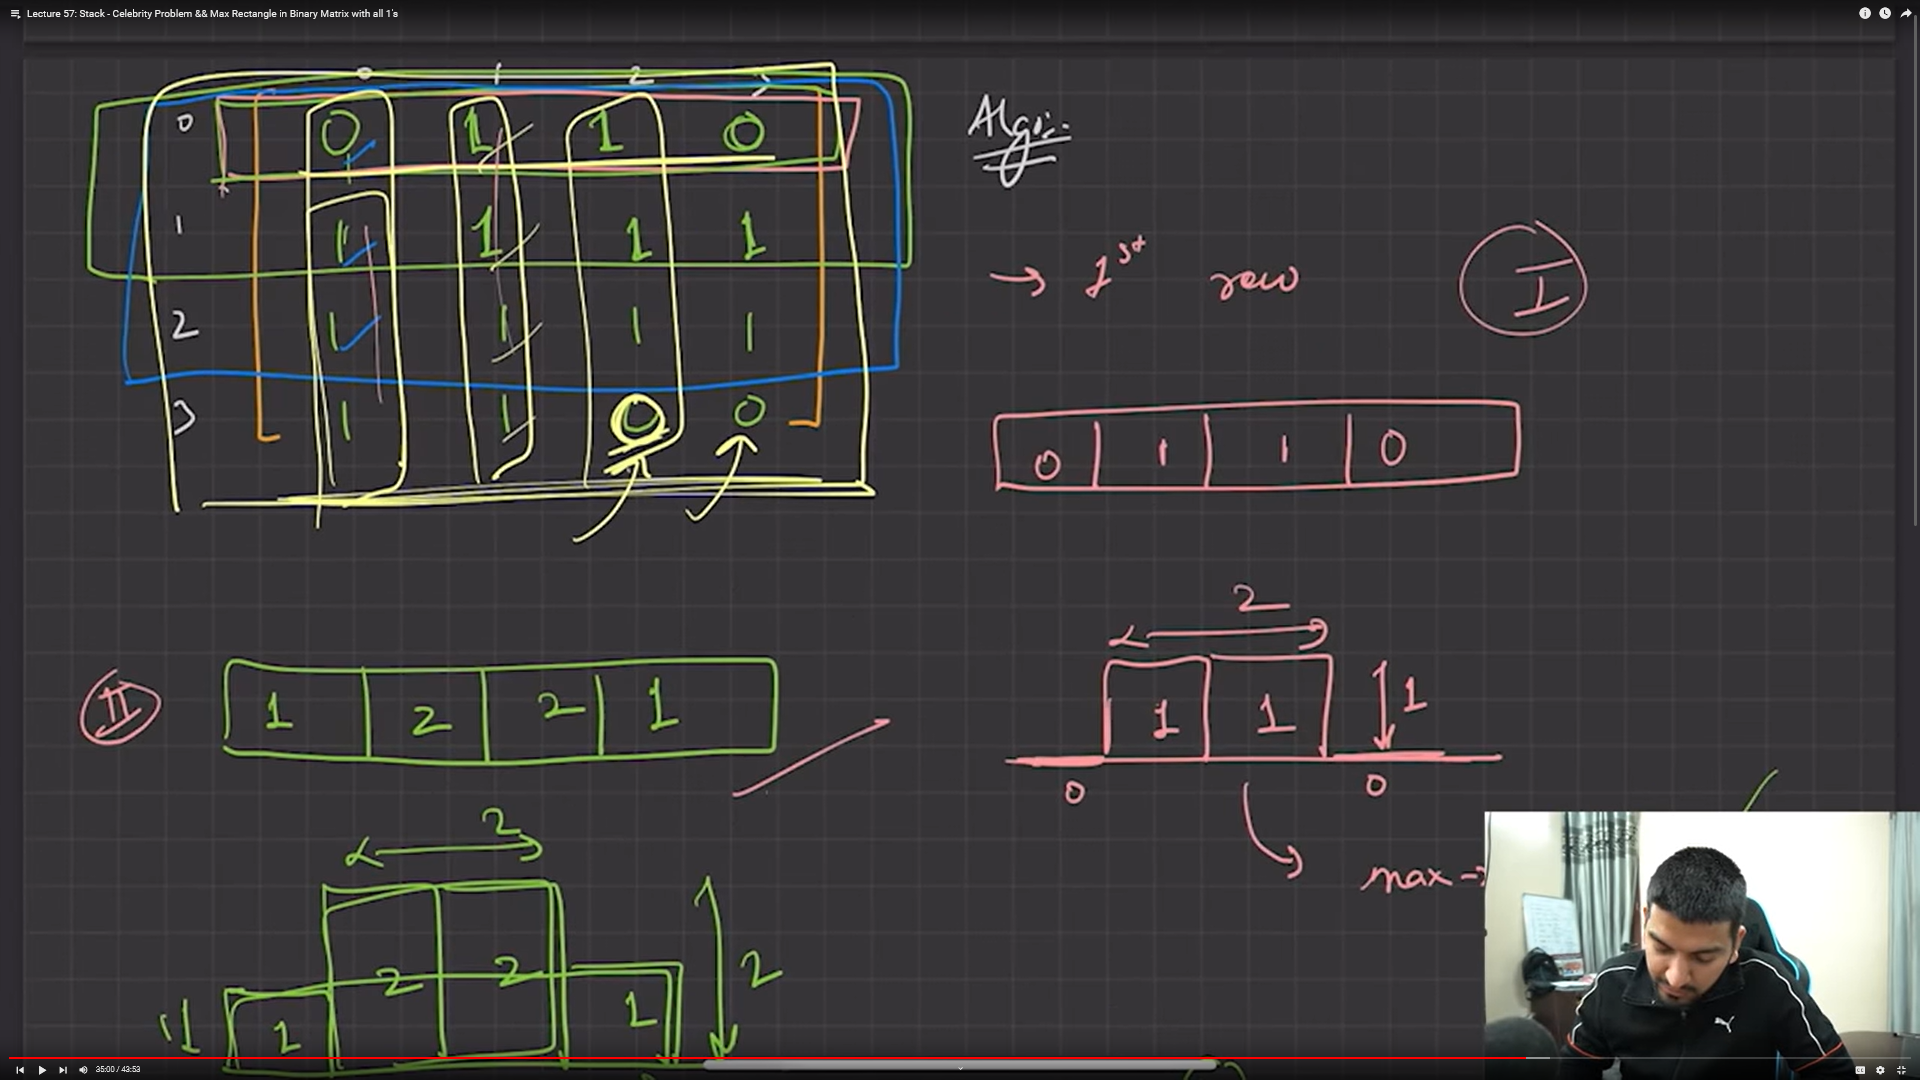 Lecture 57: Stack - Celebrity Problem && Max Rectangle in Binary Matrix with all 1's
0 1 2 3
0 0 1 1 0
1 1 1 1 1
2 1 1 1 1
3 1 1 0 0
Algo:-
→ 1st row
I
0 1 1 0
2
1 1
1
0 0
max →
II
1 2 2 1
2
2 2
2
1 1 1
35:00 / 43:53